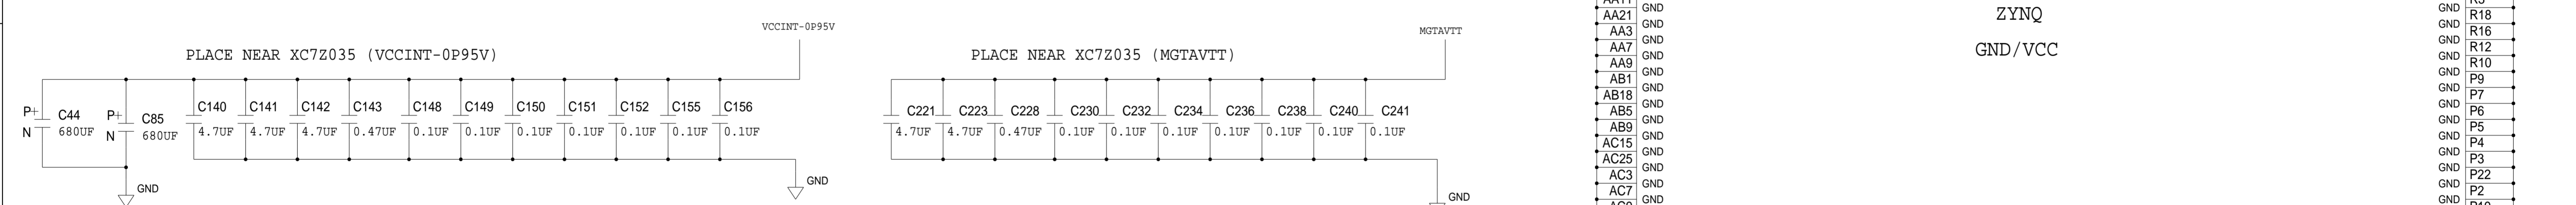 VCCINT-0P95V
PLACE NEAR XC7Z035 (VCCINT-0P95V)
P+ C44 P+ C85 C140 C141 C142 C143 C148 C149 C150 C151 C152 C155 C156
N 680UF N 680UF 4.7UF 4.7UF 4.7UF 0.47UF 0.1UF 0.1UF 0.1UF 0.1UF 0.1UF 0.1UF 0.1UF
GND
GND
MGTAVTT
PLACE NEAR XC7Z035 (MGTAVTT)
C221 C223 C228 C230 C232 C234 C236 C238 C240 C241
4.7UF 4.7UF 0.47UF 0.1UF 0.1UF 0.1UF 0.1UF 0.1UF 0.1UF 0.1UF
GND
GND
AA21 GND
AA3 GND
AA7 GND
AA9 GND
AB1 GND
AB18 GND
AB5 GND
AB9 GND
AC15 GND
AC25 GND
AC3 GND
AC7 GND
ZYNQ
GND/VCC
GND R18
GND R16
GND R12
GND R10
GND P9
GND P7
GND P6
GND P5
GND P4
GND P3
GND P22
GND P2
GND